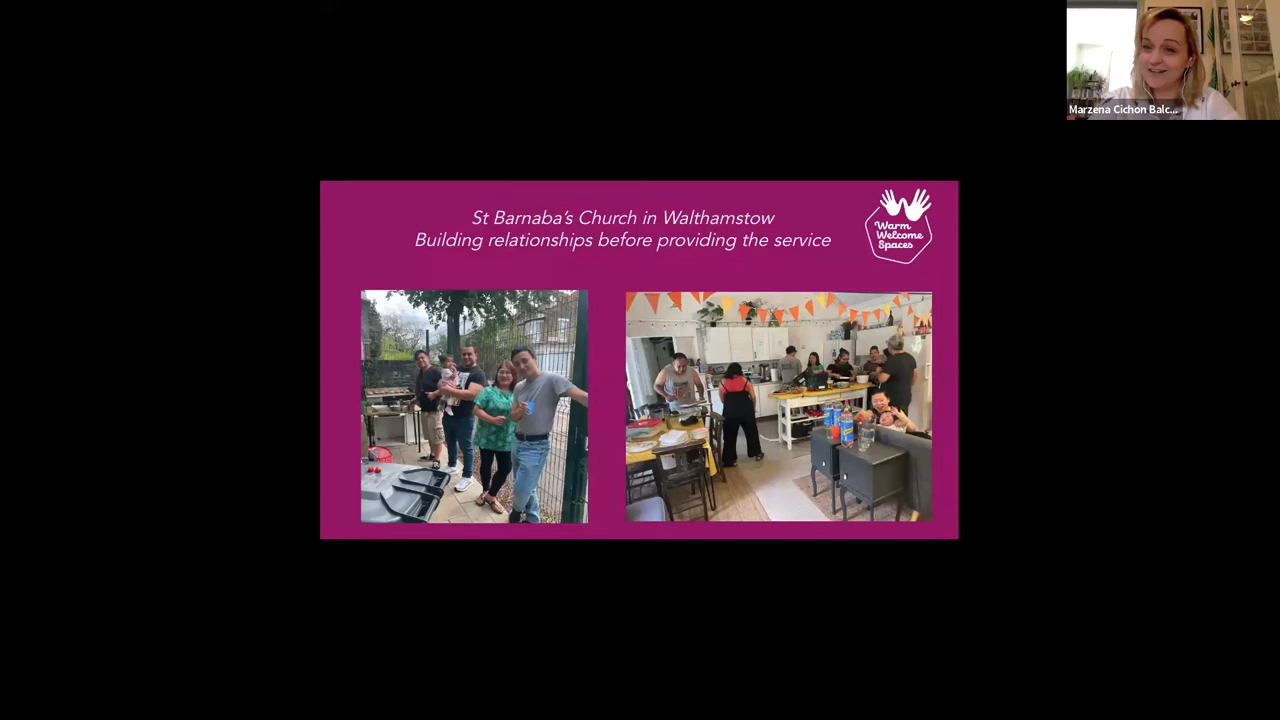 Marzena Cichon Balc...
St Barnaba's Church in Walthamstow
Building relationships before providing the service
Warm
Welcome
Spaces